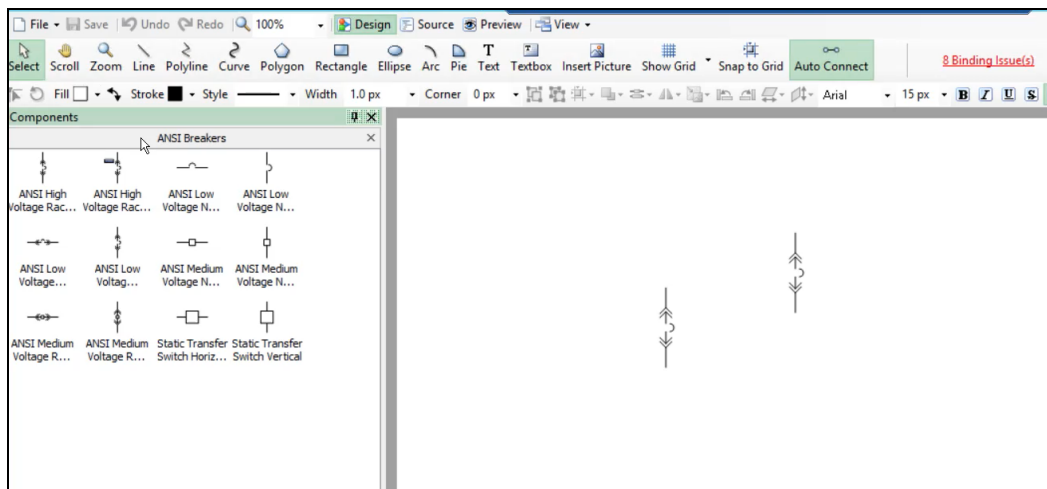 File Save Undo Redo 100% Design Source Preview View
Select Scroll Zoom Line Polyline Curve Polygon Rectangle Ellipse Arc Pie Text Textbox Insert Picture Show Grid Snap to Grid Auto Connect 8 Binding Issue(s)
Fill Stroke Style Width 1.0 px Corner 0 px Arial 15 px B I U S
Components
ANSI Breakers
ANSI High ANSI High ANSI Low ANSI Low
Voltage Rac... Voltage Rac... Voltage N... Voltage N...
ANSI Low ANSI Low ANSI Medium ANSI Medium
Voltage... Voltag... Voltage N... Voltage N...
ANSI Medium ANSI Medium Static Transfer Static Transfer
Voltage R... Voltage R... Switch Horiz... Switch Vertical